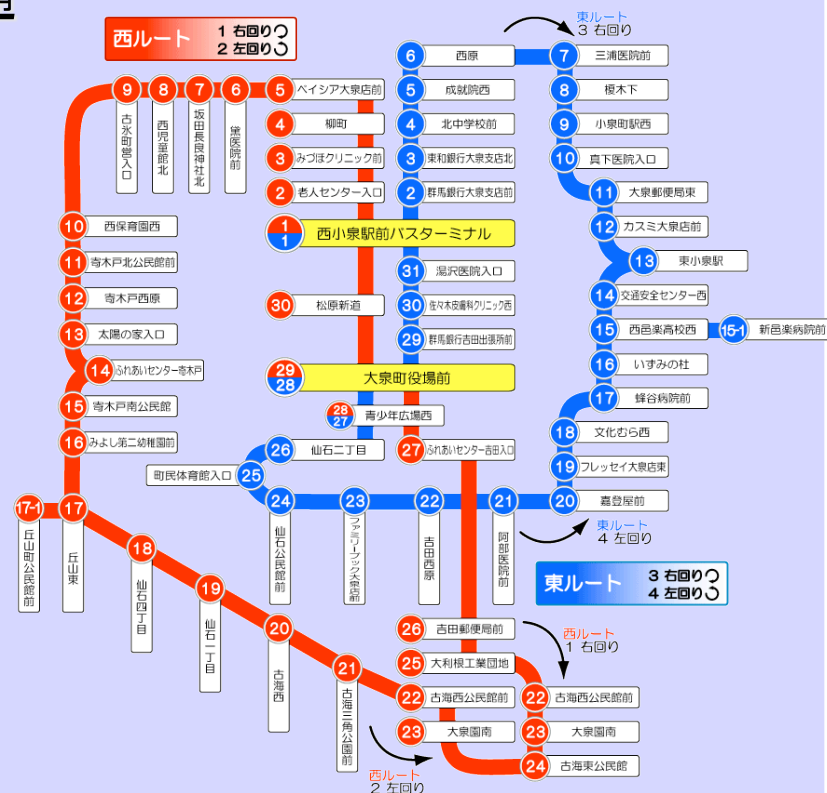 西ルート
1 右回り
2 左回り
東ルート
3 右回り
9 古氷町営入口
8 西児童館北
7 坂田長良神社北
6 黛医院前
5 ベイシア大泉店前
4 柳町
3 みづほクリニック前
2 老人センター入口
1
1
西小泉駅前バスターミナル
30 松原新道
29
28
大泉町役場前
28
27
青少年広場西
27 ふれあいセンター吉田入口
6 西原
5 成就院西
4 北中学校前
3 東和銀行大泉支店北
2 群馬銀行大泉支店前
31 湯沢医院入口
30 佐々木皮膚科クリニック西
29 群馬銀行吉田出張所前
7 三浦医院前
8 榎木下
9 小泉町駅西
10 真下医院入口
11 大泉郵便局東
12 カスミ大泉店前
13 東小泉駅
14 交通安全センター西
15 西邑楽高校西
15-1 新邑楽病院前
16 いずみの杜
17 蜂谷病院前
18 文化むら西
19 フレッセイ大泉店東
20 嘉登屋前
21 阿部医院前
22 吉田西原
23 ファミリーブック大泉店前
24 仙石公民館前
25 町民体育館入口
26 仙石二丁目
東ルート
4 左回り
東ルート
3 右回り
4 左回り
10 西保育園西
11 寄木戸北公民館前
12 寄木戸西原
13 太陽の家入口
14 ふれあいセンター寄木戸
15 寄木戸南公民館
16 みよし第二幼稚園前
17-1 丘山町公民館前
17 丘山東
18 仙石四丁目
19 仙石一丁目
20 古海西
21 古海三角公園前
22 古海西公民館前
23 大泉園南
26 吉田郵便局前
25 大利根工業団地
22 古海西公民館前
23 大泉園南
24 古海東公民館
西ルート
1 右回り
西ルート
2 左回り